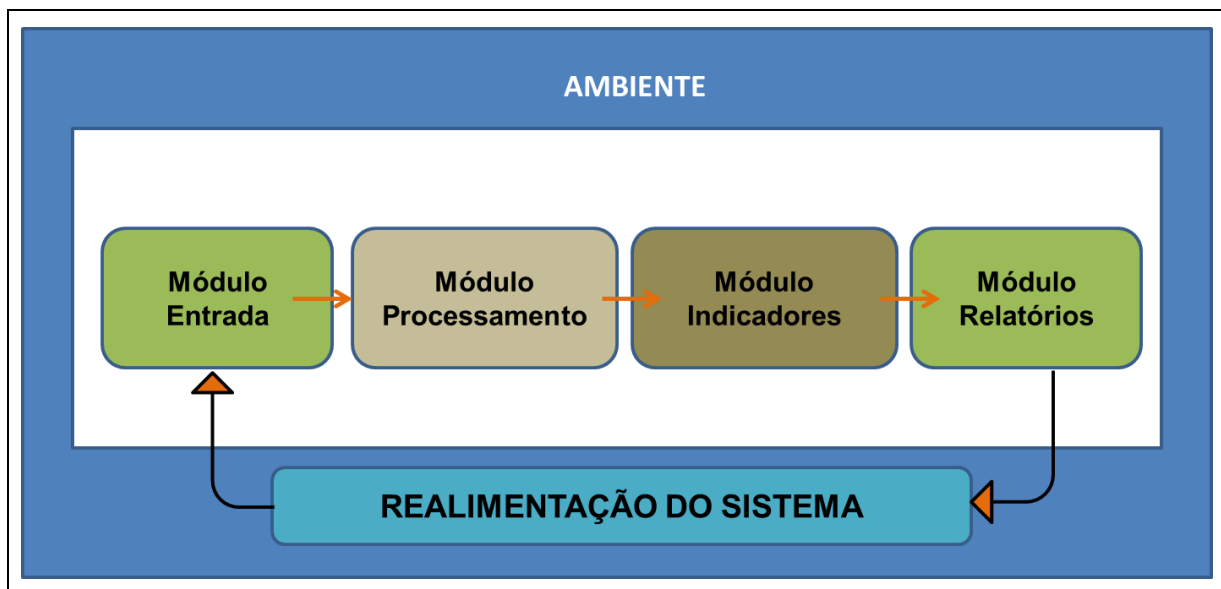 AMBIENTE
Módulo
Entrada
Módulo
Processamento
Módulo
Indicadores
Módulo
Relatórios
REALIMENTAÇÃO DO SISTEMA